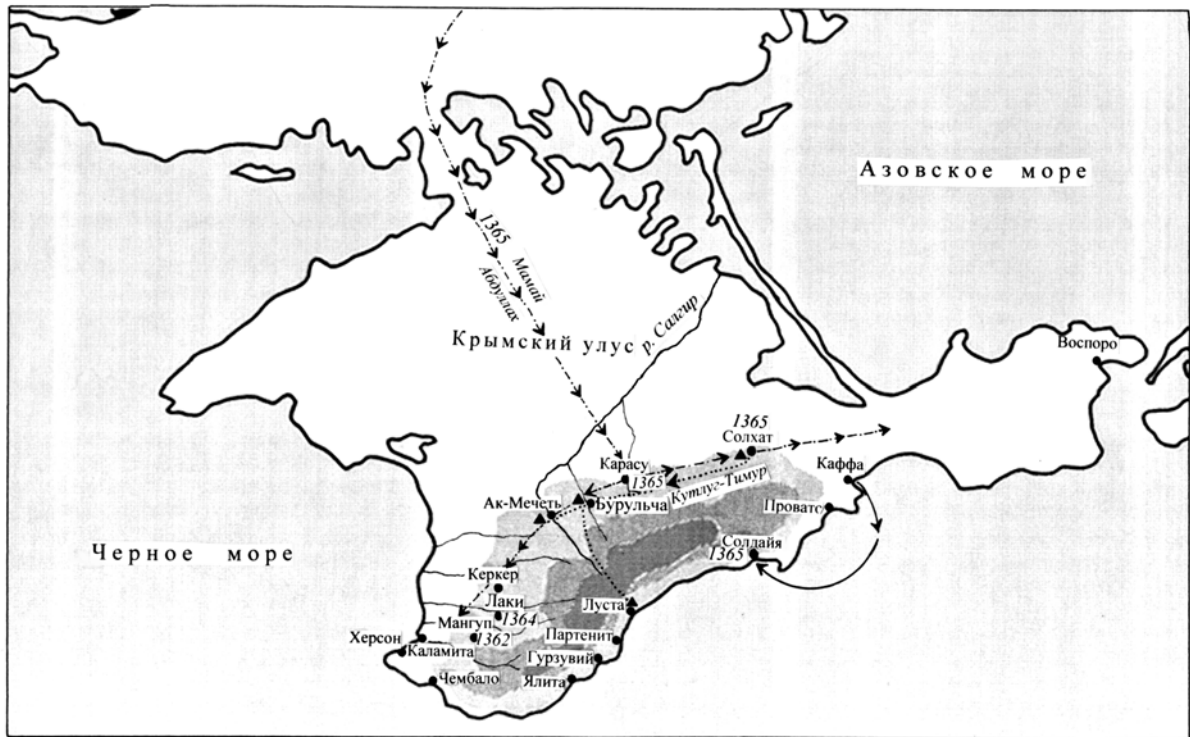 Азовское море
1365
Мамай
Абдуллах
Крымский улус
р. Салгир
Воспоро
1365
Солхат
Карасу
1365
Каффа
Кутлуг-Тимур
Ак-Мечеть
Бурульча
Провато
Черное море
Солдайя
1365
Керкер
Лаки
Луста
Мангуп
1364
Херсон
1362
Партенит
Каламита
Гурзувий
Чембало
Ялита